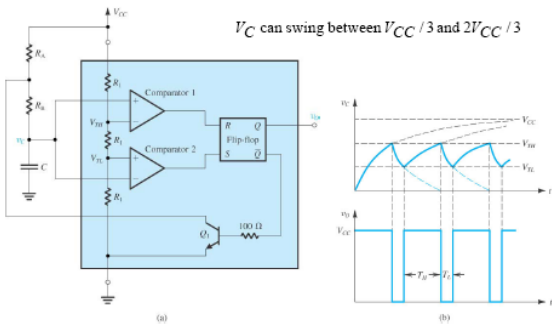 V_CC
V_C can swing between V_CC / 3 and 2V_CC / 3
R_A
R_1
Comparator 1
+
−
R_B
V_TH
R Q
v_O
Flip-flop
S Q̅
v_C
R_1
V_TL
Comparator 2
+
−
C
R_1
100 Ω
Q_1
(a)
v_C
V_CC
V_TH
V_TL
t
v_O
V_CC
T_H
T_L
t
(b)